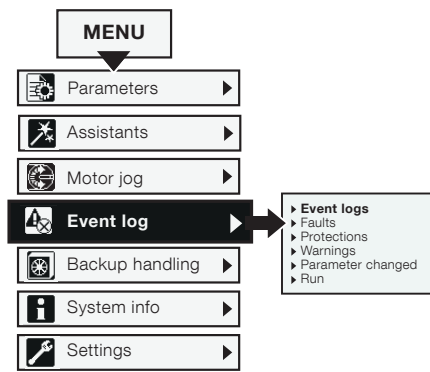 MENU
Parameters
Assistants
Motor jog
Event log
Backup handling
System info
Settings
Event logs
Faults
Protections
Warnings
Parameter changed
Run